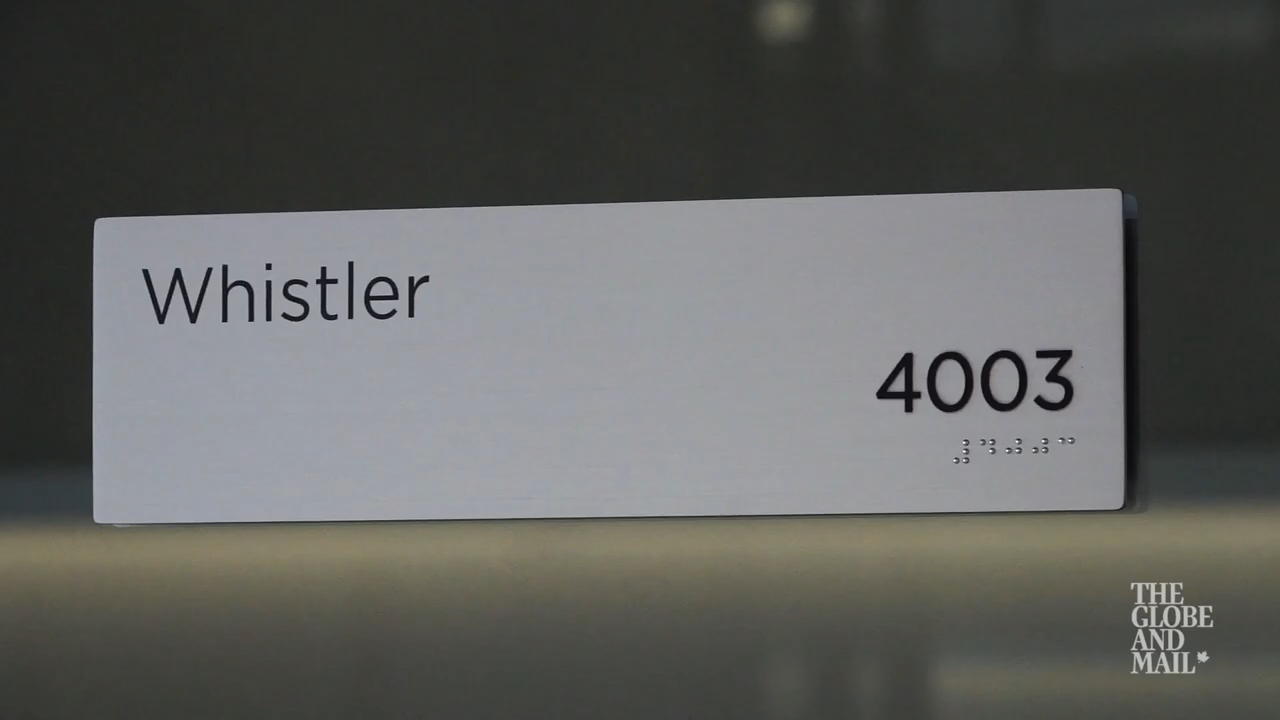 Whistler
4003
⠼⠙⠚⠚⠉
THE
GLOBE
AND
MAIL